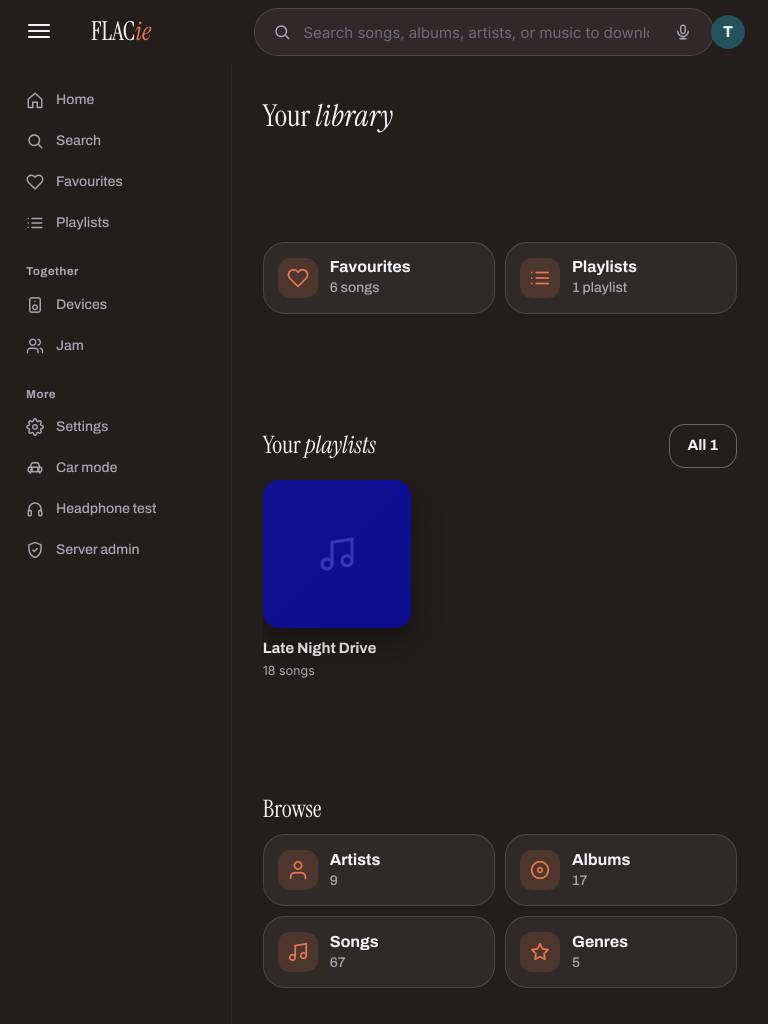 FLACie
Search songs, albums, artists, or music to downl
T
Home
Search
Favourites
Playlists
Together
Devices
Jam
More
Settings
Car mode
Headphone test
Server admin
Your library
Favourites
6 songs
Playlists
1 playlist
Your playlists
All 1
Late Night Drive
18 songs
Browse
Artists
9
Albums
17
Songs
67
Genres
5